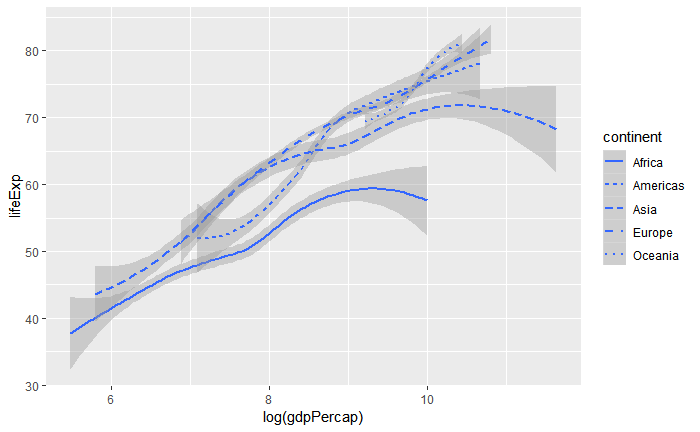 80
70
60
50
40
30
lifeExp
6
8
10
log(gdpPercap)
continent
Africa
Americas
Asia
Europe
Oceania